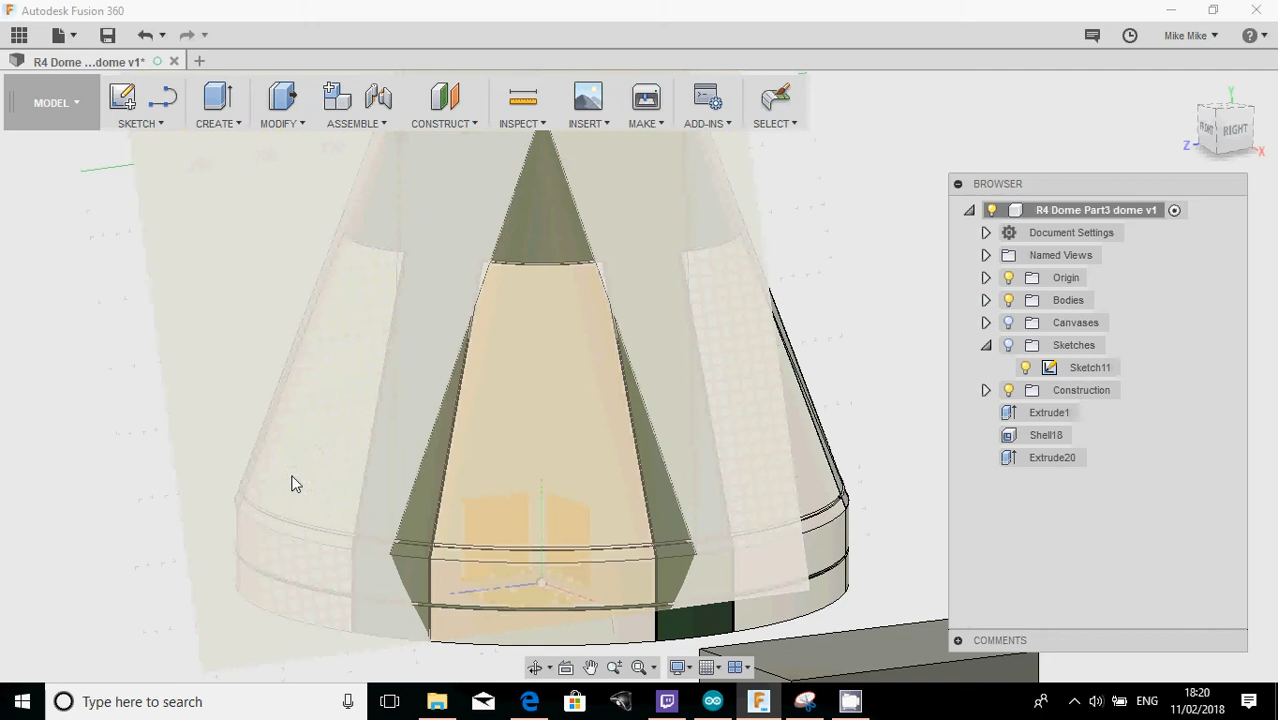 Autodesk Fusion 360
Mike Mike
R4 Dome ...dome v1*
MODEL
SKETCH
CREATE
MODIFY
ASSEMBLE
CONSTRUCT
INSPECT
INSERT
MAKE
ADD-INS
SELECT
Y
FRONT
RIGHT
Z
X
BROWSER
R4 Dome Part3 dome v1
Document Settings
Named Views
Origin
Bodies
Canvases
Sketches
Sketch11
Construction
Extrude1
Shell18
Extrude20
COMMENTS
Type here to search
ENG
18:20
11/02/2018